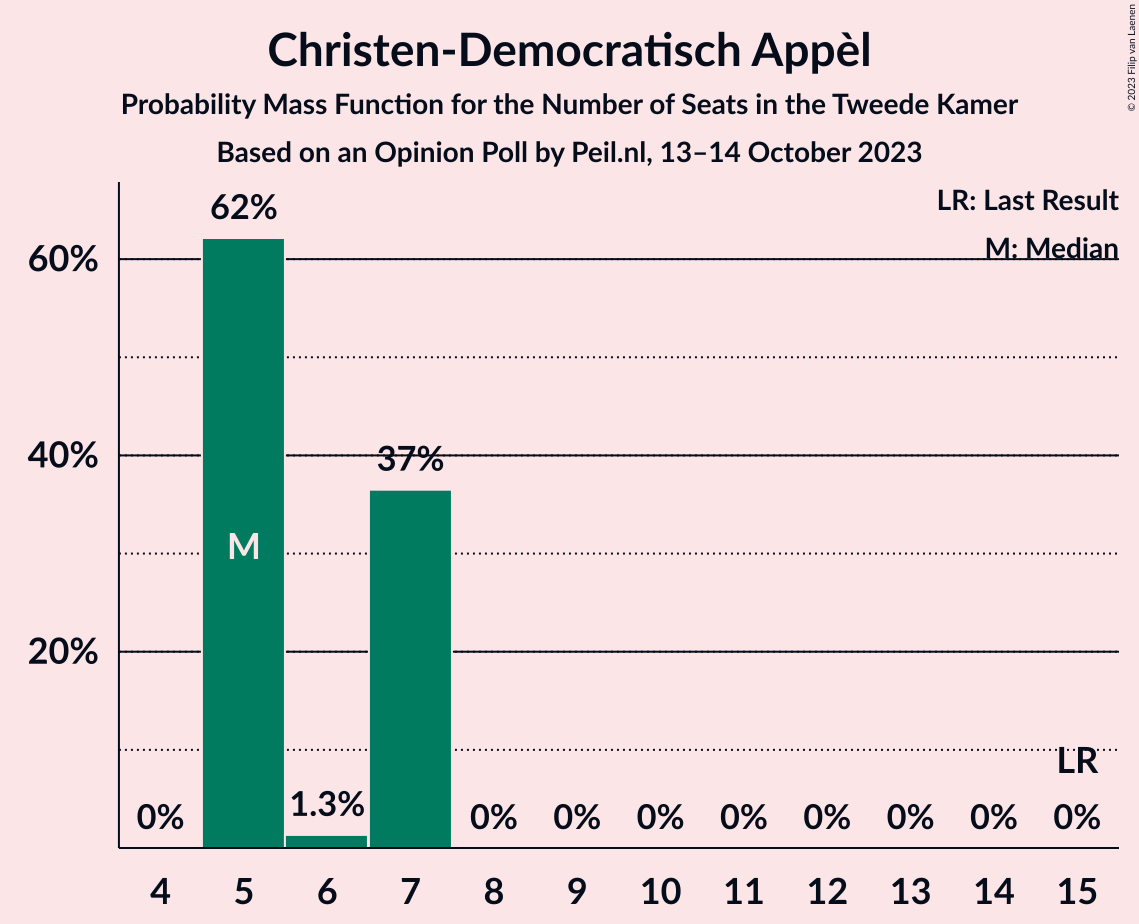 Christen-Democratisch Appèl
Probability Mass Function for the Number of Seats in the Tweede Kamer
Based on an Opinion Poll by Peil.nl, 13–14 October 2023
© 2023 Filip van Laenen
LR: Last Result
M: Median
60%
40%
20%
62%
M
1.3%
37%
LR
0% 0% 0% 0% 0% 0% 0% 0% 0%
4 5 6 7 8 9 10 11 12 13 14 15